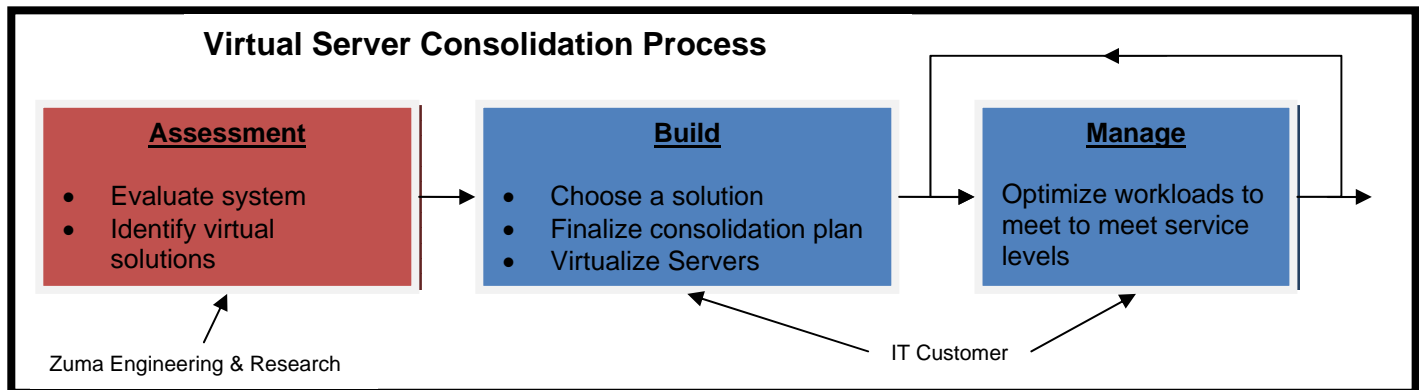 Virtual Server Consolidation Process
Assessment
• Evaluate system
• Identify virtual
solutions
Build
• Choose a solution
• Finalize consolidation plan
• Virtualize Servers
Manage
Optimize workloads to
meet to meet service
levels
Zuma Engineering & Research
IT Customer